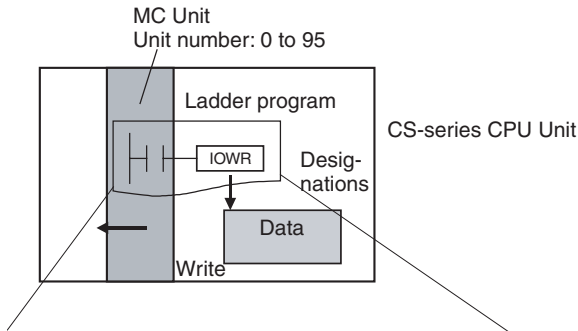 MC Unit
Unit number: 0 to 95
Ladder program
CS-series CPU Unit
IOWR
Desig-
nations
Data
Write